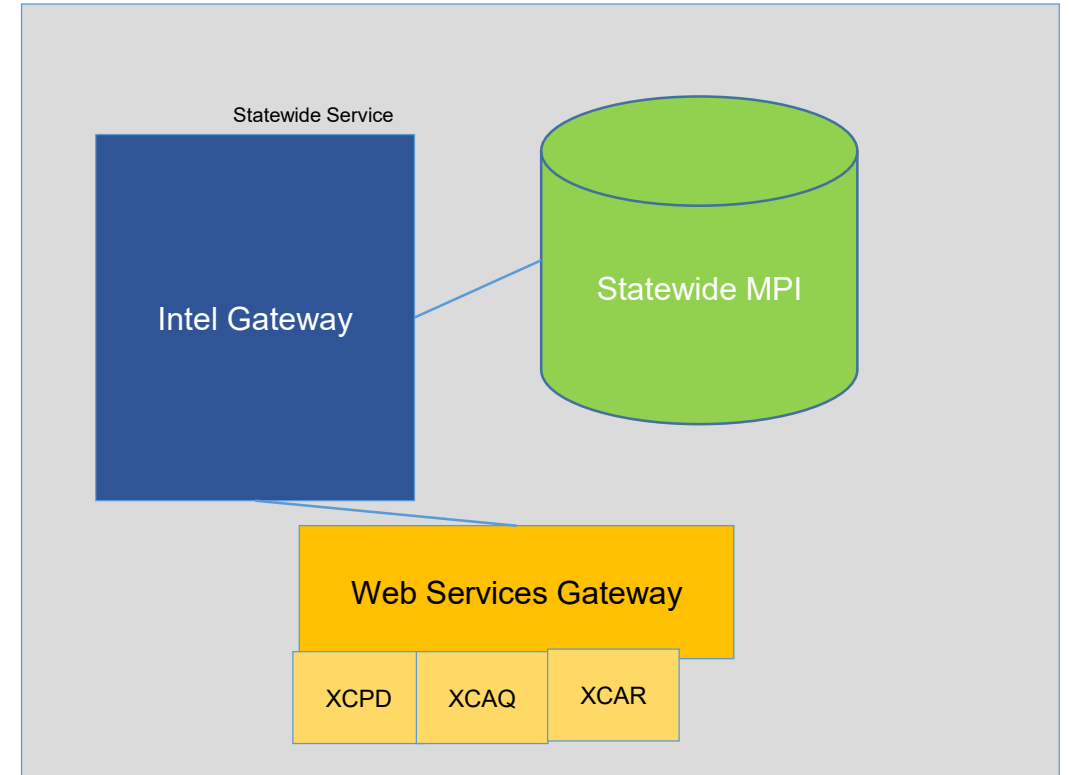 Statewide Service
Intel Gateway
Statewide MPI
Web Services Gateway
XCPD
XCAQ
XCAR